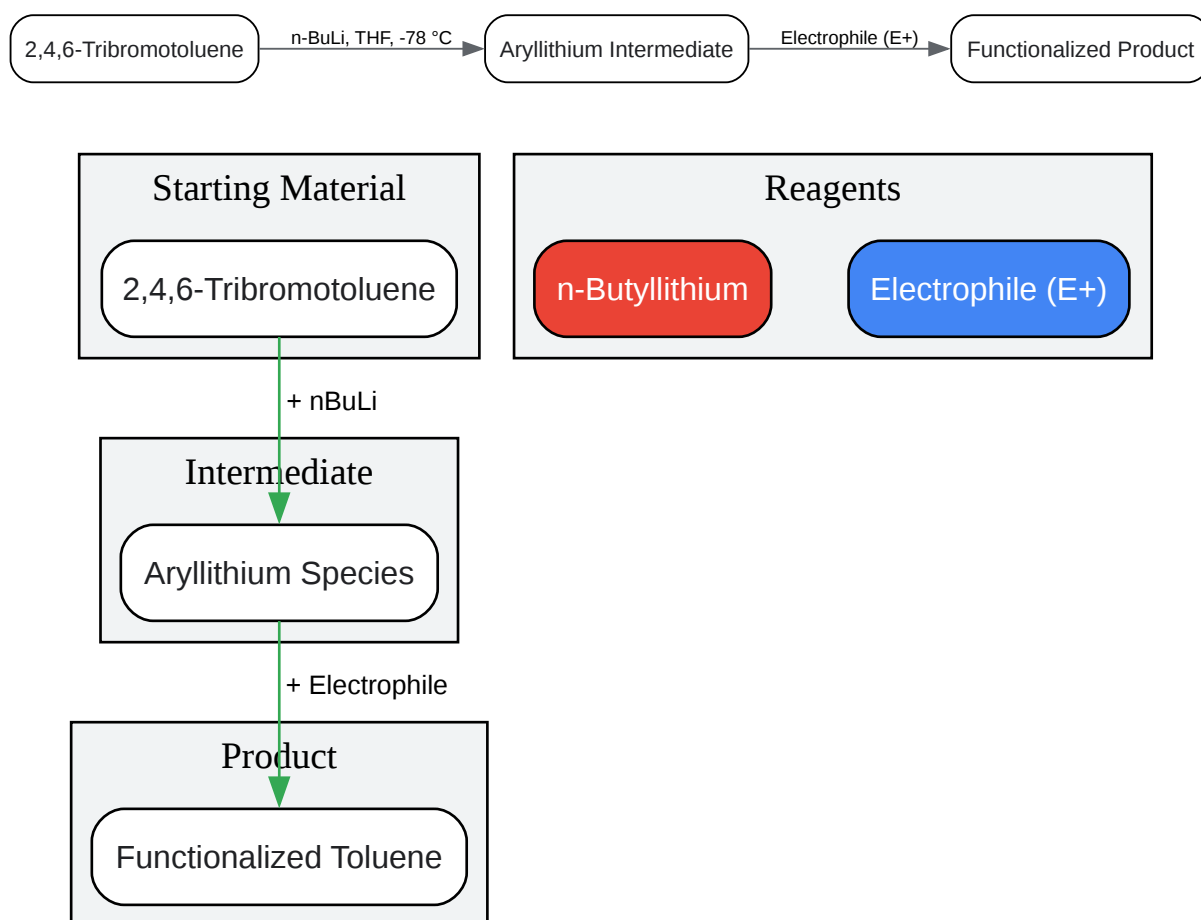 2,4,6-Tribromotoluene
n-BuLi, THF, -78 °C
Aryllithium Intermediate
Electrophile (E+)
Functionalized Product
Starting Material
2,4,6-Tribromotoluene
Reagents
n-Butyllithium
Electrophile (E+)
+ nBuLi
Intermediate
Aryllithium Species
+ Electrophile
Product
Functionalized Toluene